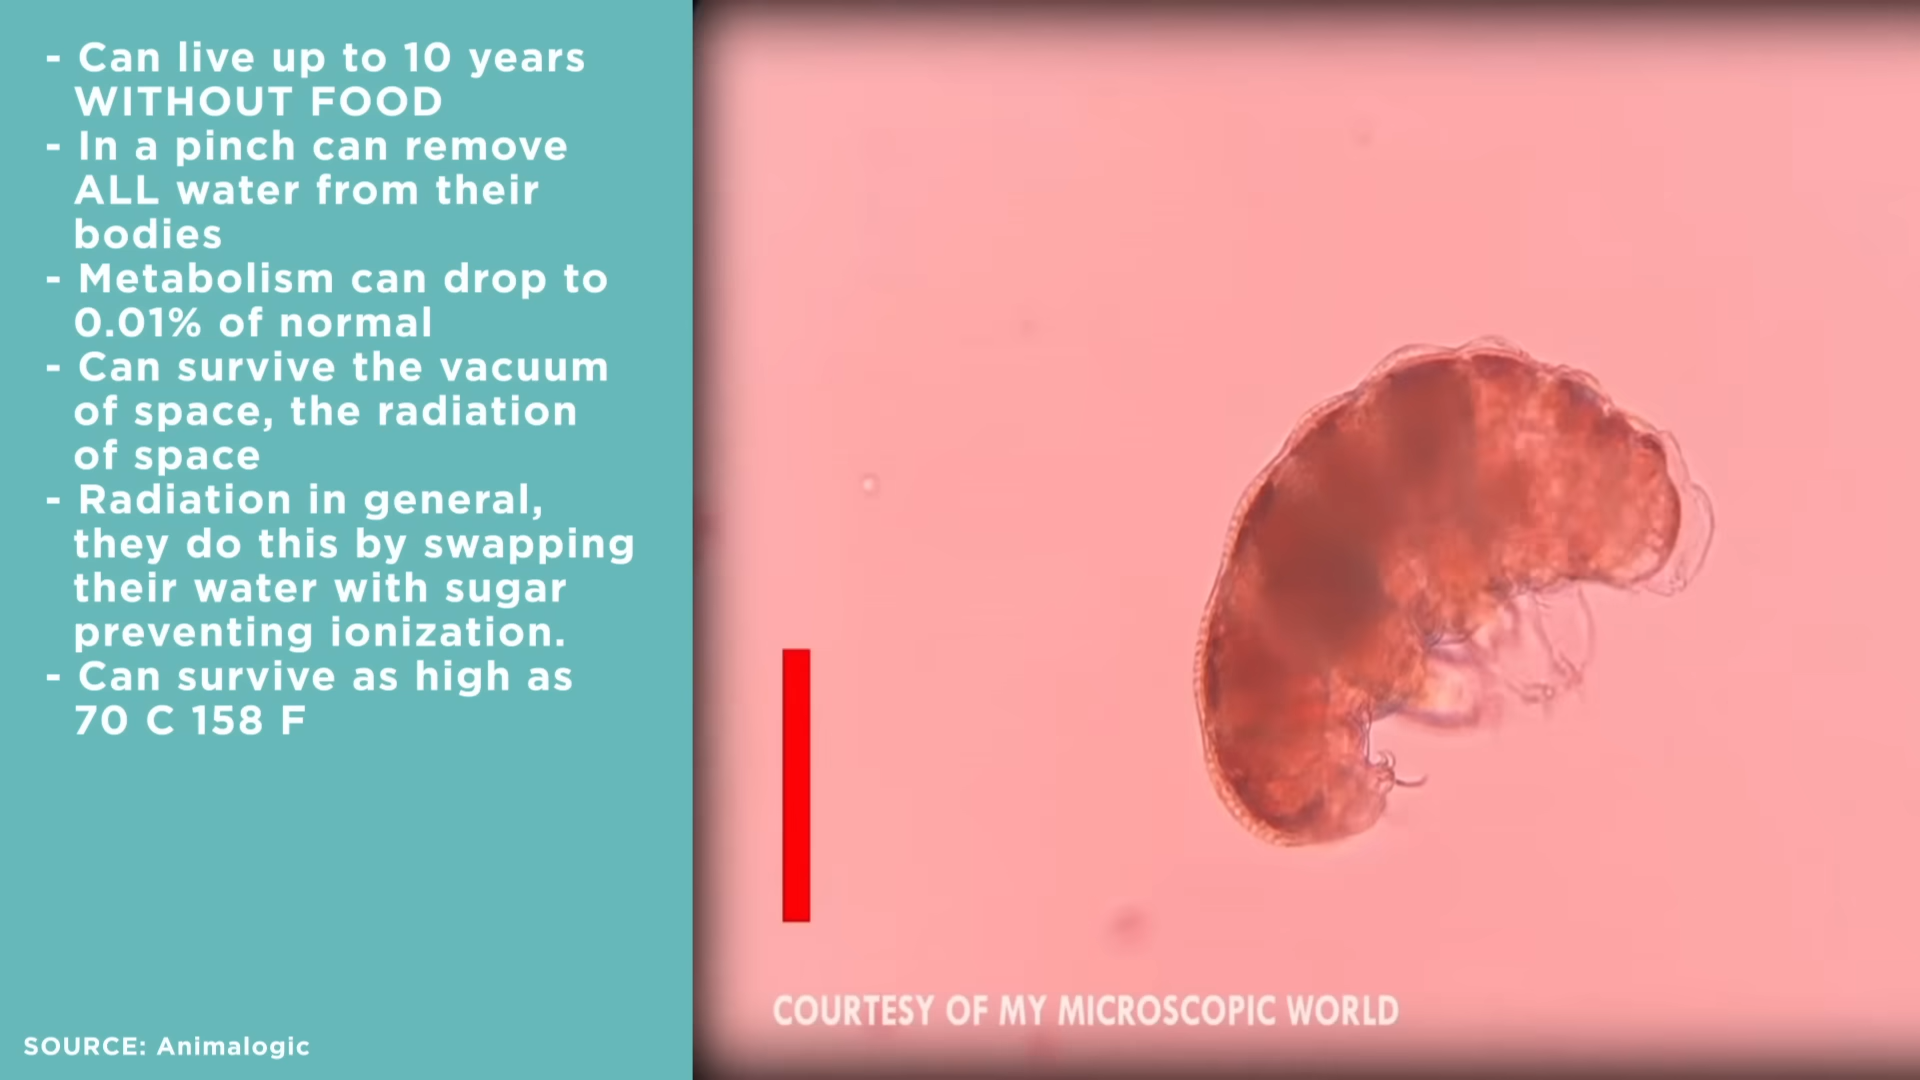 - Can live up to 10 years
WITHOUT FOOD
- In a pinch can remove
ALL water from their
bodies
- Metabolism can drop to
0.01% of normal
- Can survive the vacuum
of space, the radiation
of space
- Radiation in general,
they do this by swapping
their water with sugar
preventing ionization.
- Can survive as high as
70 C 158 F
SOURCE: Animalogic
COURTESY OF MY MICROSCOPIC WORLD